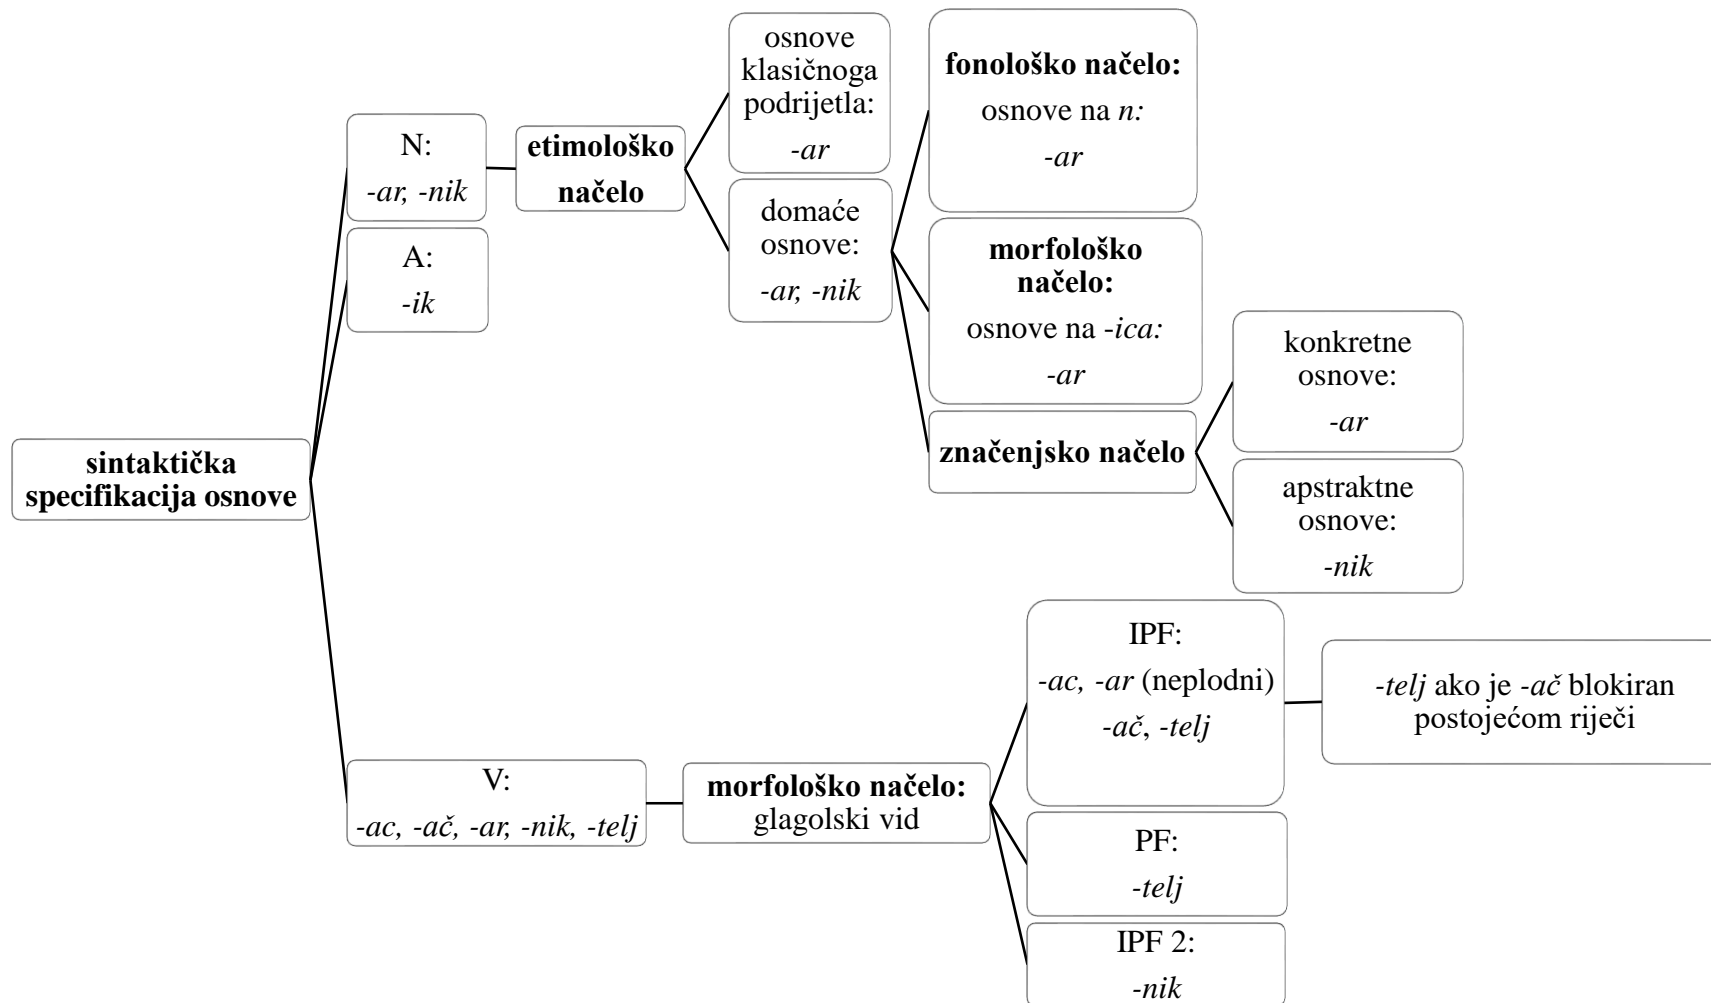 sintaktička
specifikacija osnove
N:
-ar, -nik
etimološko
načelo
osnove
klasičnoga
podrijetla:
-ar
domaće
osnove:
-ar, -nik
fonološko načelo:
osnove na n:
-ar
morfološko
načelo:
osnove na -ica:
-ar
značenjsko načelo
konkretne
osnove:
-ar
apstraktne
osnove:
-nik
A:
-ik
V:
-ac, -ač, -ar, -nik, -telj
morfološko načelo:
glagolski vid
IPF:
-ac, -ar (neplodni)
-ač, -telj
-telj ako je -ač blokiran
postojećom riječi
PF:
-telj
IPF 2:
-nik